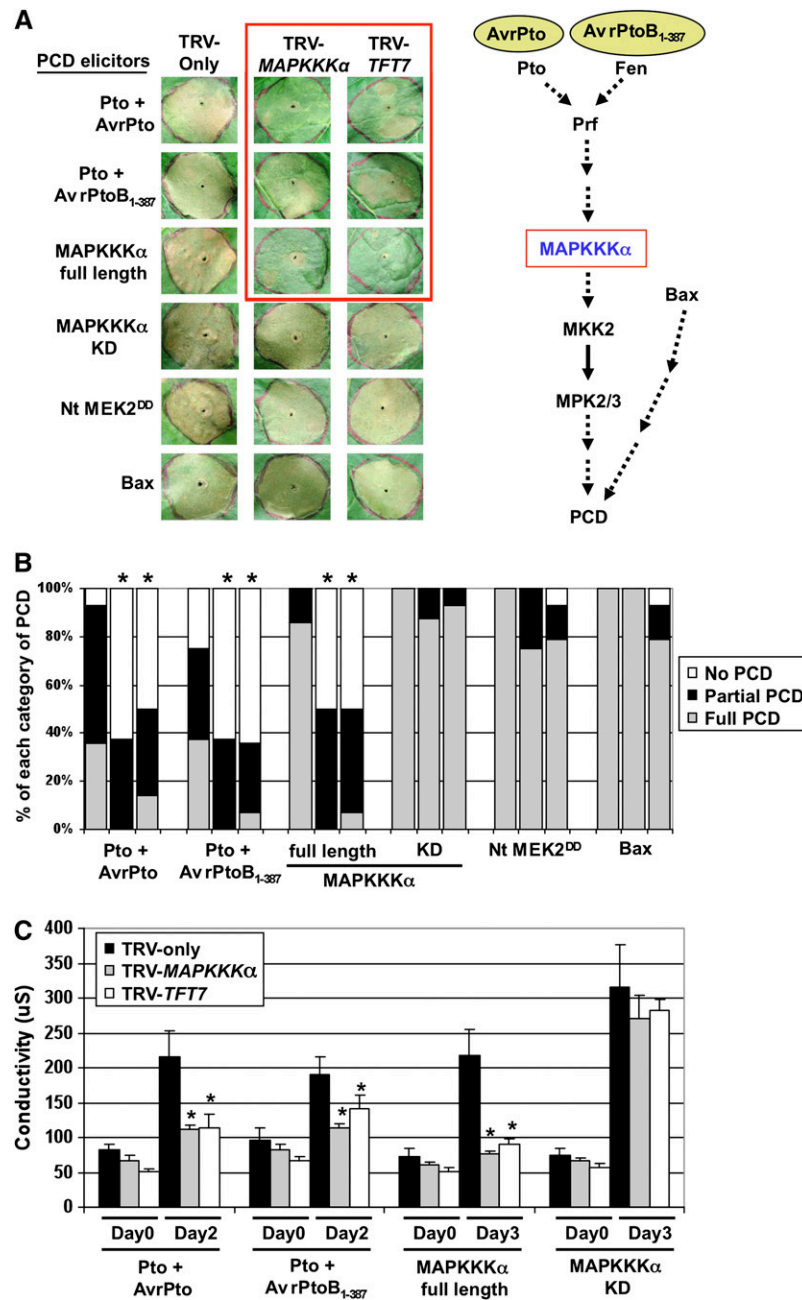 A
PCD elicitors
TRV-Only
TRV-MAPKKKα
TRV-TFT7
Pto + AvrPto
Pto + AvrPtoB1-387
MAPKKKα full length
MAPKKKα KD
Nt MEK2DD
Bax
AvrPto
AvrPtoB1-387
Pto
Fen
Prf
MAPKKKα
Bax
MKK2
MPK2/3
PCD
B
% of each category of PCD
100%
80%
60%
40%
20%
0%
* * * * * *
No PCD
Partial PCD
Full PCD
Pto + AvrPto
Pto + AvrPtoB1-387
full length
KD
MAPKKKα
Nt MEK2DD
Bax
C
Conductivity (uS)
400
350
300
250
200
150
100
50
0
TRV-only
TRV-MAPKKKα
TRV-TFT7
* * * * * *
Day0 Day2 Day0 Day2 Day0 Day3 Day0 Day3
Pto + AvrPto
Pto + AvrPtoB1-387
MAPKKKα full length
MAPKKKα KD